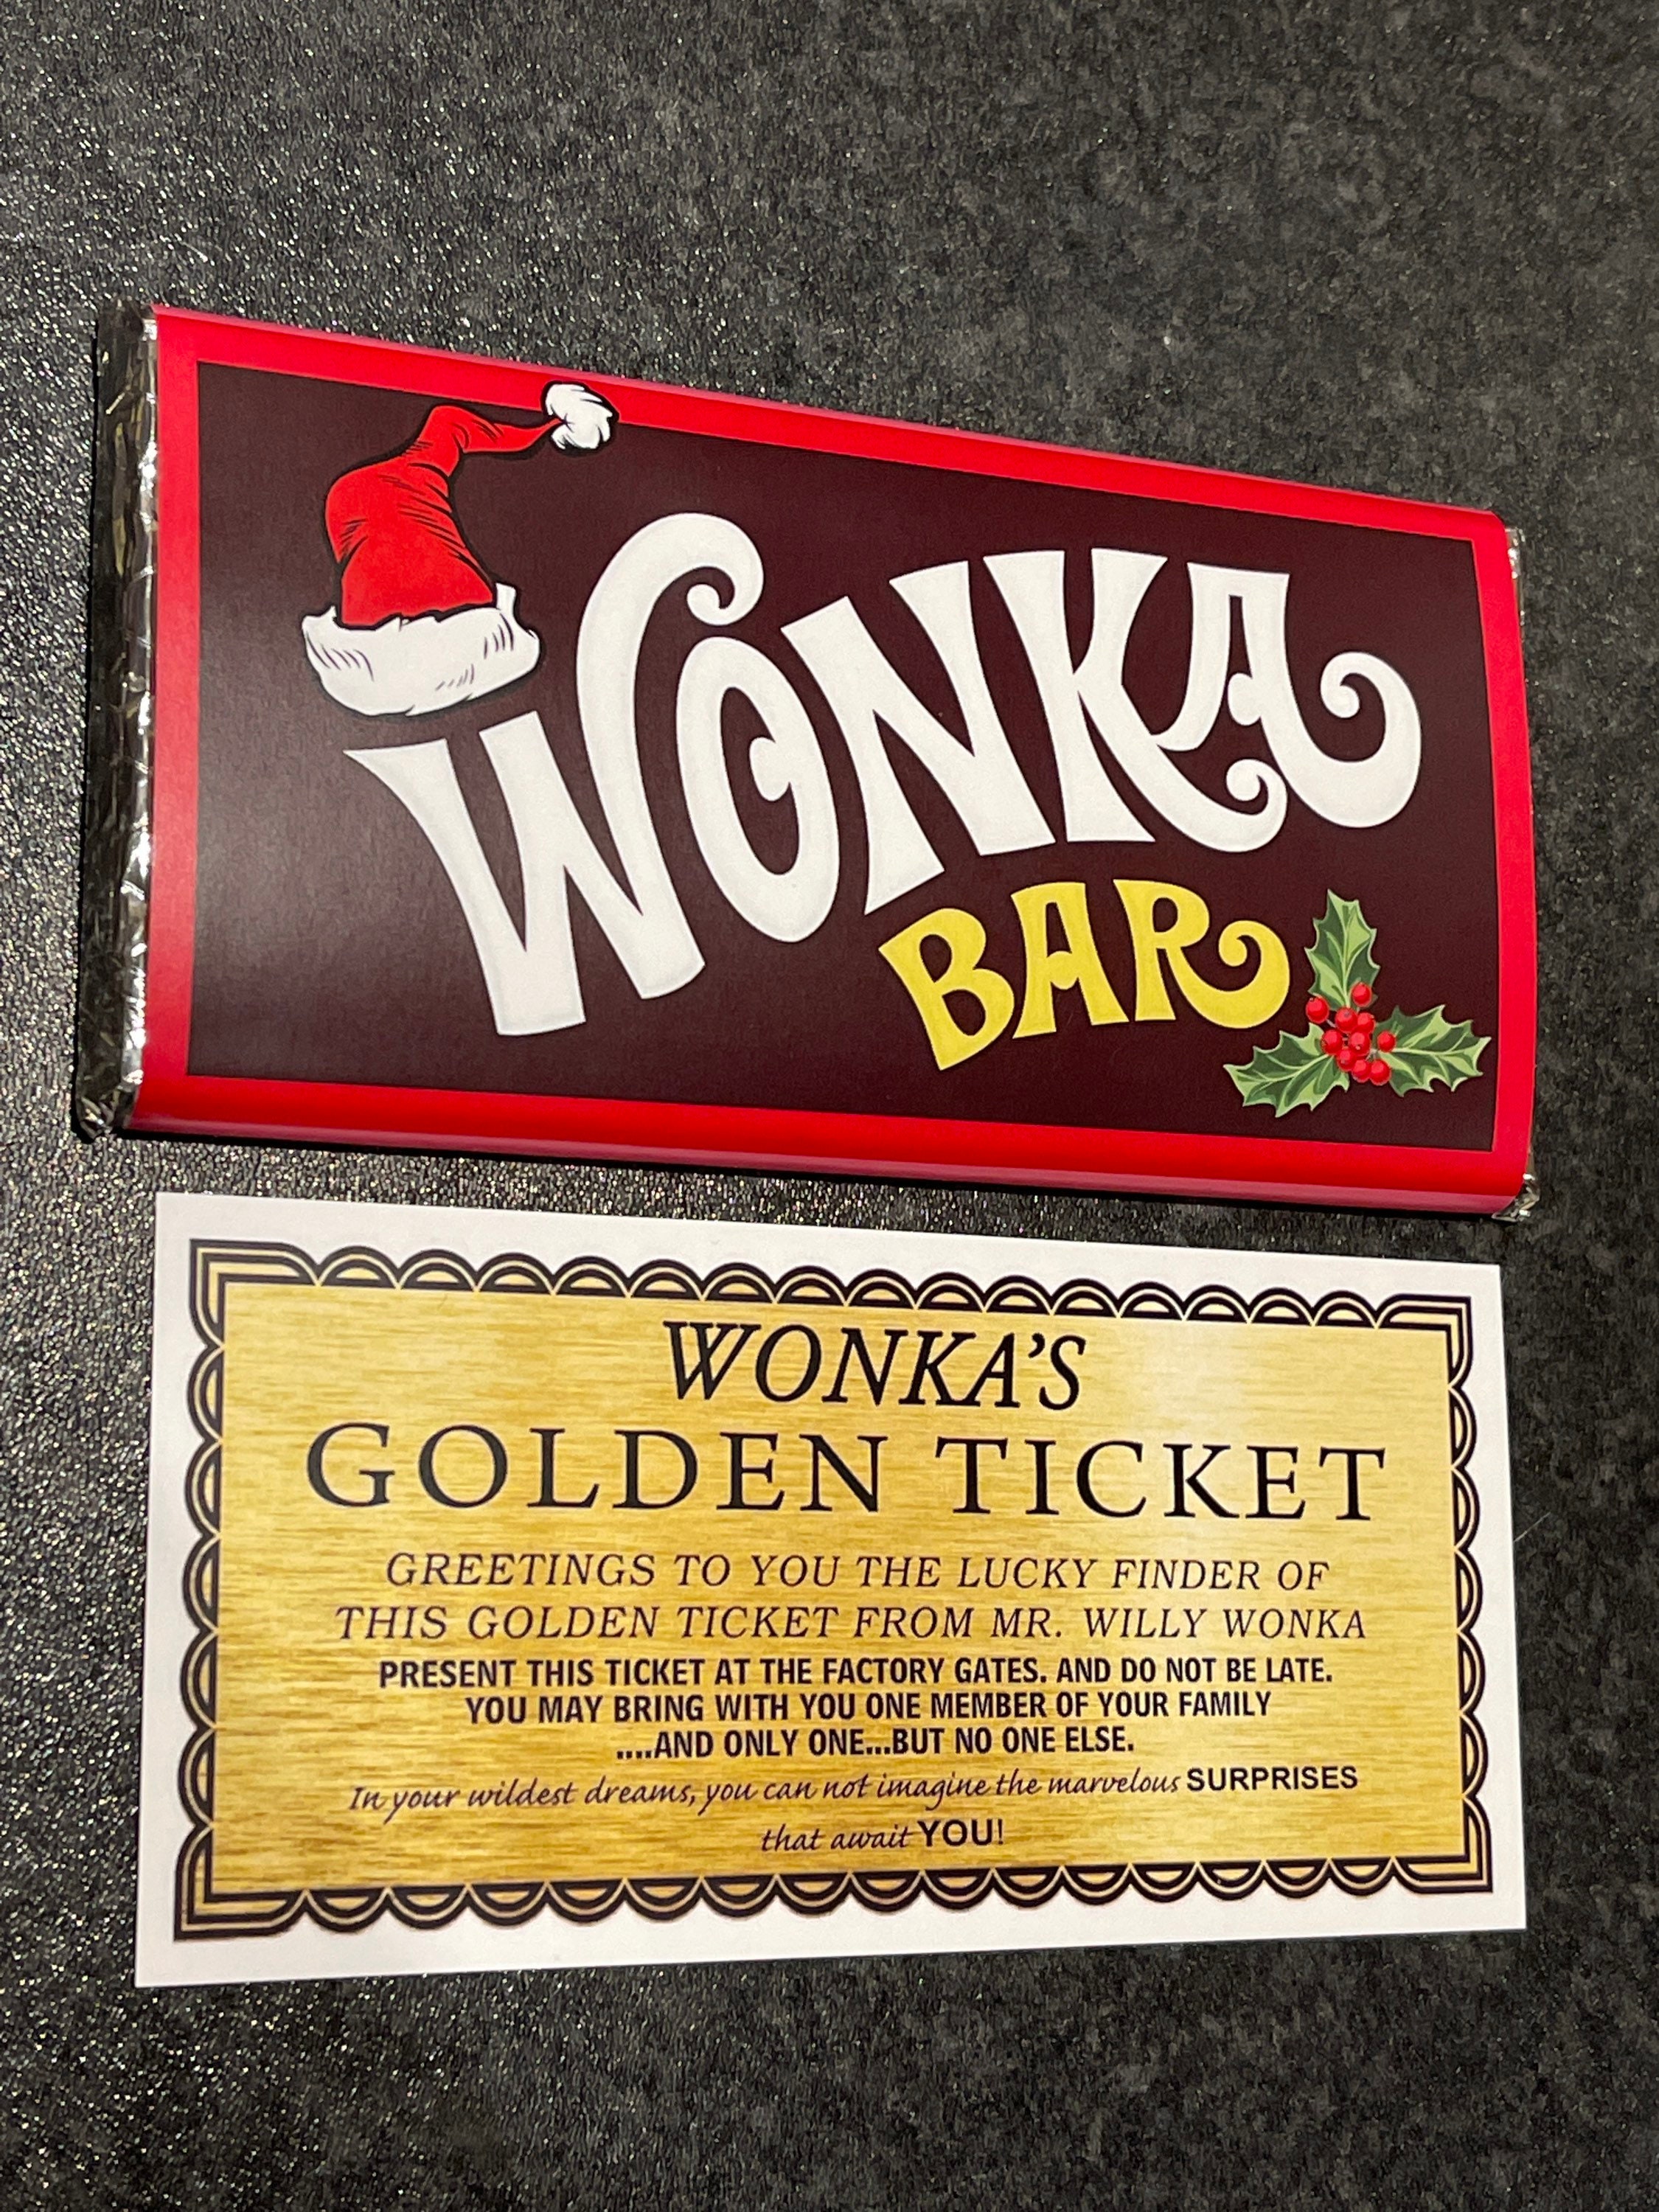 WONKA
BAR
WONKA'S
GOLDEN TICKET
GREETINGS TO YOU THE LUCKY FINDER OF
THIS GOLDEN TICKET FROM MR. WILLY WONKA
PRESENT THIS TICKET AT THE FACTORY GATES. AND DO NOT BE LATE.
YOU MAY BRING WITH YOU ONE MEMBER OF YOUR FAMILY
....AND ONLY ONE...BUT NO ONE ELSE.
In your wildest dreams, you can not imagine the marvelous SURPRISES
that await YOU!